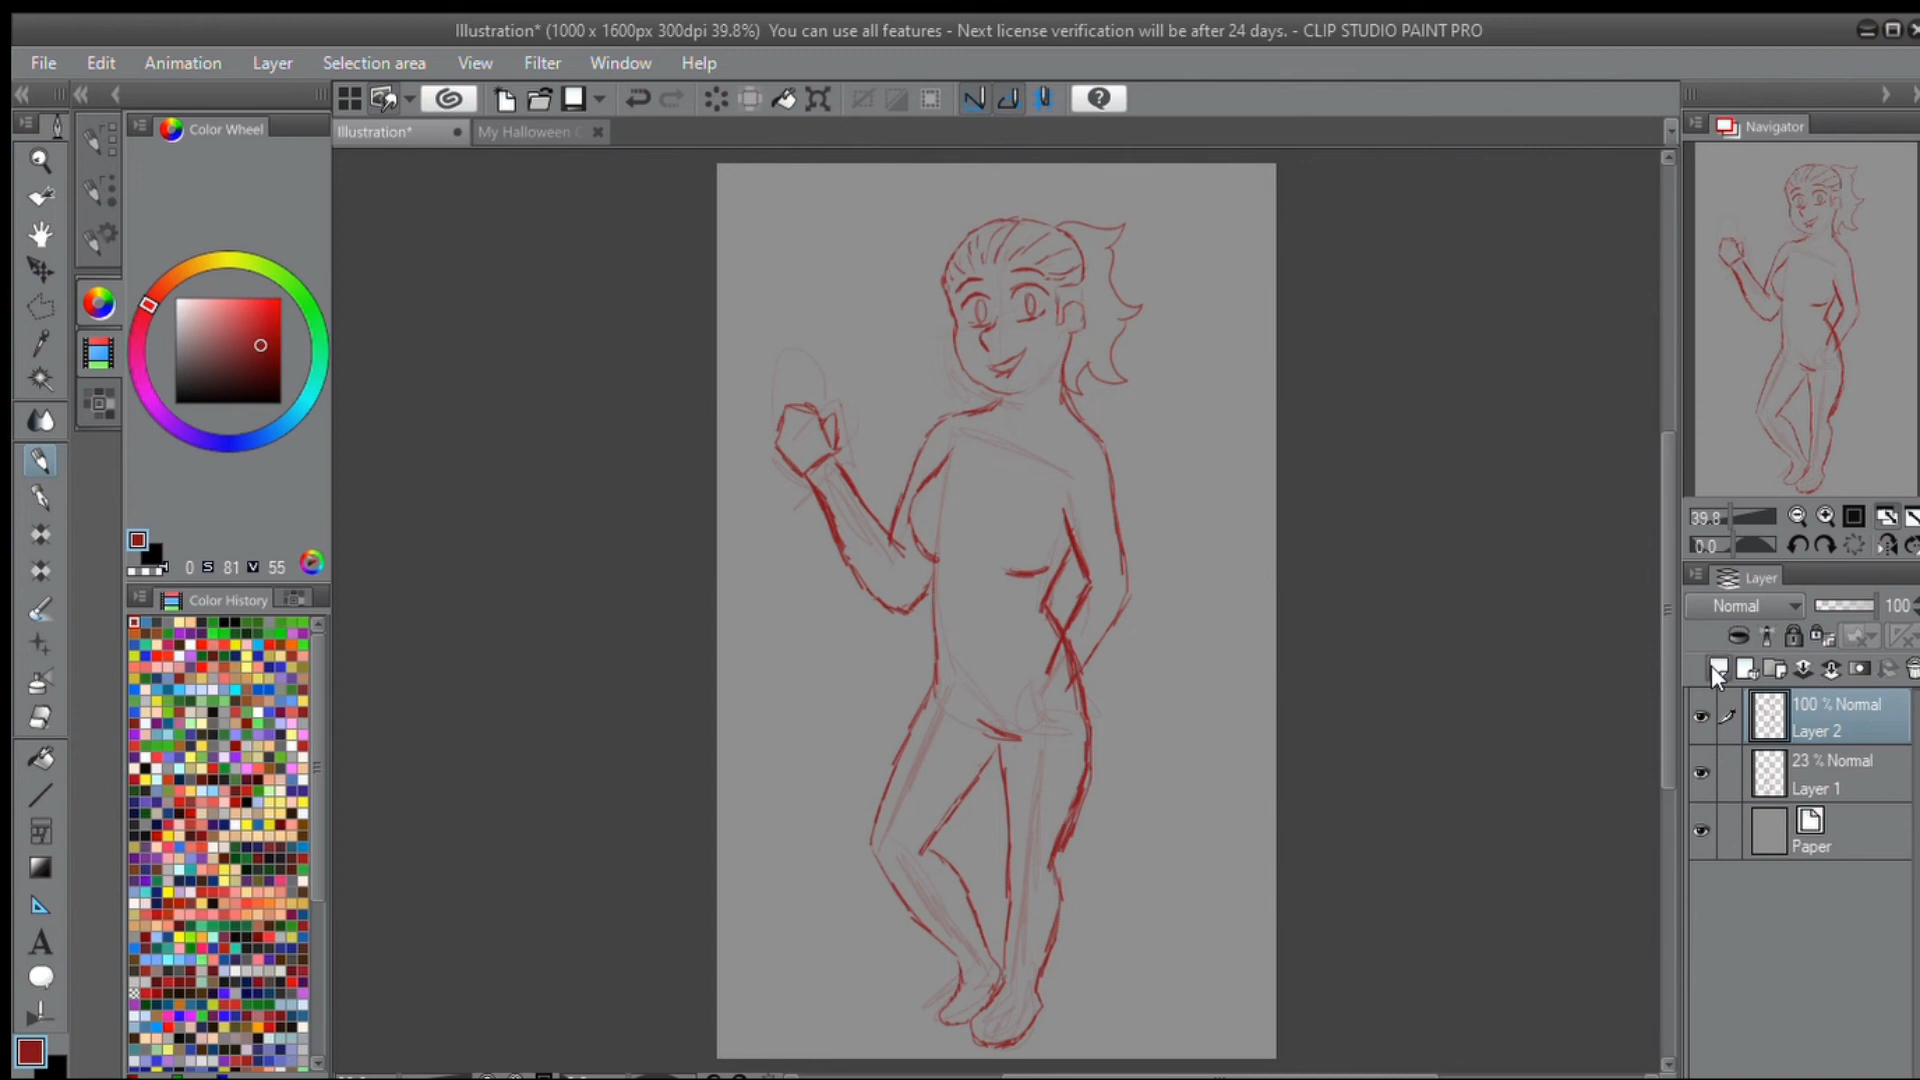 Illustration* (1000 x 1600px 300dpi 39.8%)  You can use all features - Next license verification will be after 24 days. - CLIP STUDIO PAINT PRO
File Edit Animation Layer Selection area View Filter Window Help
Illustration* My Halloween
Color Wheel
Navigator
39.8
0.0
0 S 81 V 55
Color History
Layer
Normal 100
100 % Normal
Layer 2
23 % Normal
Layer 1
Paper
A